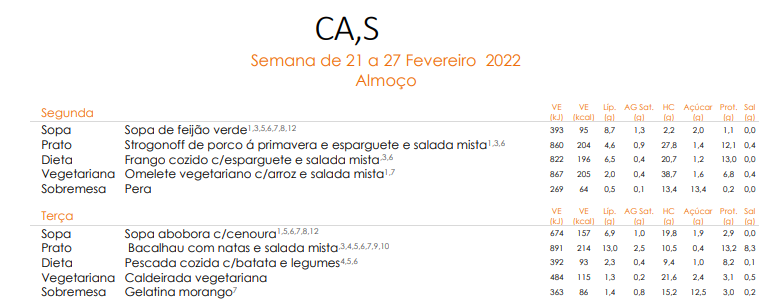 CA,S
Semana de 21 a 27 Fevereiro 2022
Almoço
Segunda VE (kJ) VE (kcal) Líp. (g) AG Sat. (g) HC (g) Açúcar (g) Prot. (g) Sal (g)
Sopa Sopa de feijão verde1,3,5,6,7,8,12 393 95 8,7 1,3 2,2 2,0 1,1 0,0
Prato Strogonoff de porco á primavera e esparguete e salada mista1,3,6 860 204 4,6 0,9 27,8 1,4 12,1 0,4
Dieta Frango cozido c/esparguete e salada mista,3,6 822 196 6,5 0,4 20,7 1,2 13,0 0,0
Vegetariana Omelete vegetariano c/arroz e salada mista1,7 867 205 2,0 0,4 38,7 1,6 6,8 0,4
Sobremesa Pera 269 64 0,5 0,1 13,4 13,4 0,2 0,0
Terça VE (kJ) VE (kcal) Líp. (g) AG Sat. (g) HC (g) Açúcar (g) Prot. (g) Sal (g)
Sopa Sopa abobora c/cenoura1,5,6,7,8,12 674 157 6,9 1,0 19,8 1,9 2,9 0,0
Prato Bacalhau com natas e salada mista,3,4,5,6,7,9,10 891 214 13,0 2,5 10,5 0,4 13,2 8,3
Dieta Pescada cozida c/batata e legumes4,5,6 392 93 2,3 0,4 9,4 1,0 8,2 0,1
Vegetariana Caldeirada vegetariana 484 115 1,3 0,2 21,6 2,4 3,1 0,5
Sobremesa Gelatina morango7 363 86 1,4 0,8 15,2 12,5 3,0 0,2